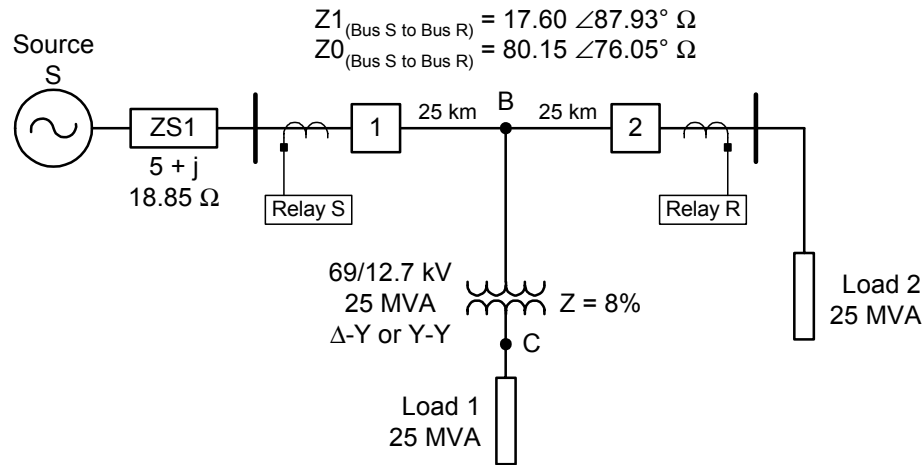 Z1(Bus S to Bus R) = 17.60 ∠87.93° Ω
Z0(Bus S to Bus R) = 80.15 ∠76.05° Ω
Source
S
ZS1
5 + j
18.85 Ω
Relay S
1
25 km
B
25 km
2
Relay R
69/12.7 kV
25 MVA
Δ-Y or Y-Y
Z = 8%
C
Load 1
25 MVA
Load 2
25 MVA